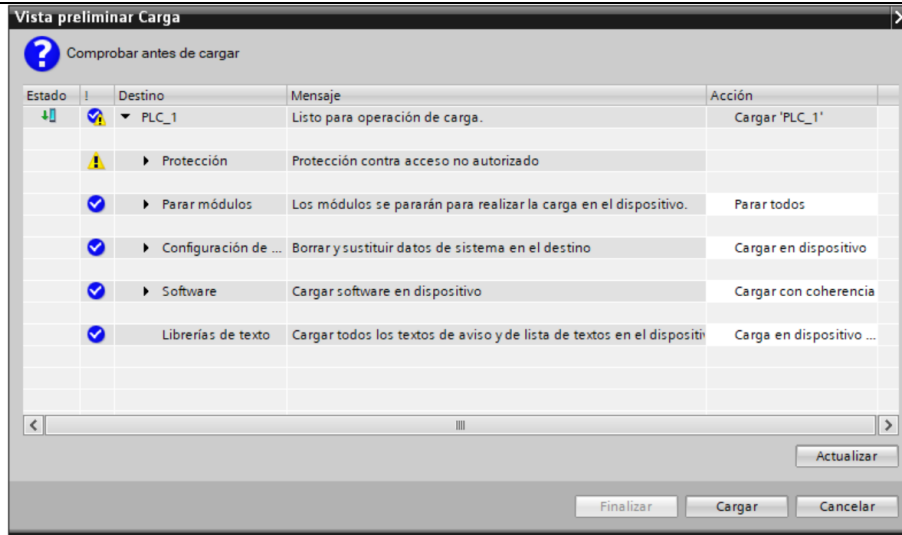 Vista preliminar Carga
Comprobar antes de cargar
Estado ! Destino Mensaje Acción
PLC_1 Listo para operación de carga. Cargar 'PLC_1'
Protección Protección contra acceso no autorizado
Parar módulos Los módulos se pararán para realizar la carga en el dispositivo. Parar todos
Configuración de ... Borrar y sustituir datos de sistema en el destino Cargar en dispositivo
Software Cargar software en dispositivo Cargar con coherencia
Librerías de texto Cargar todos los textos de aviso y de lista de textos en el dispositiv Carga en dispositivo ...
Actualizar
Finalizar Cargar Cancelar